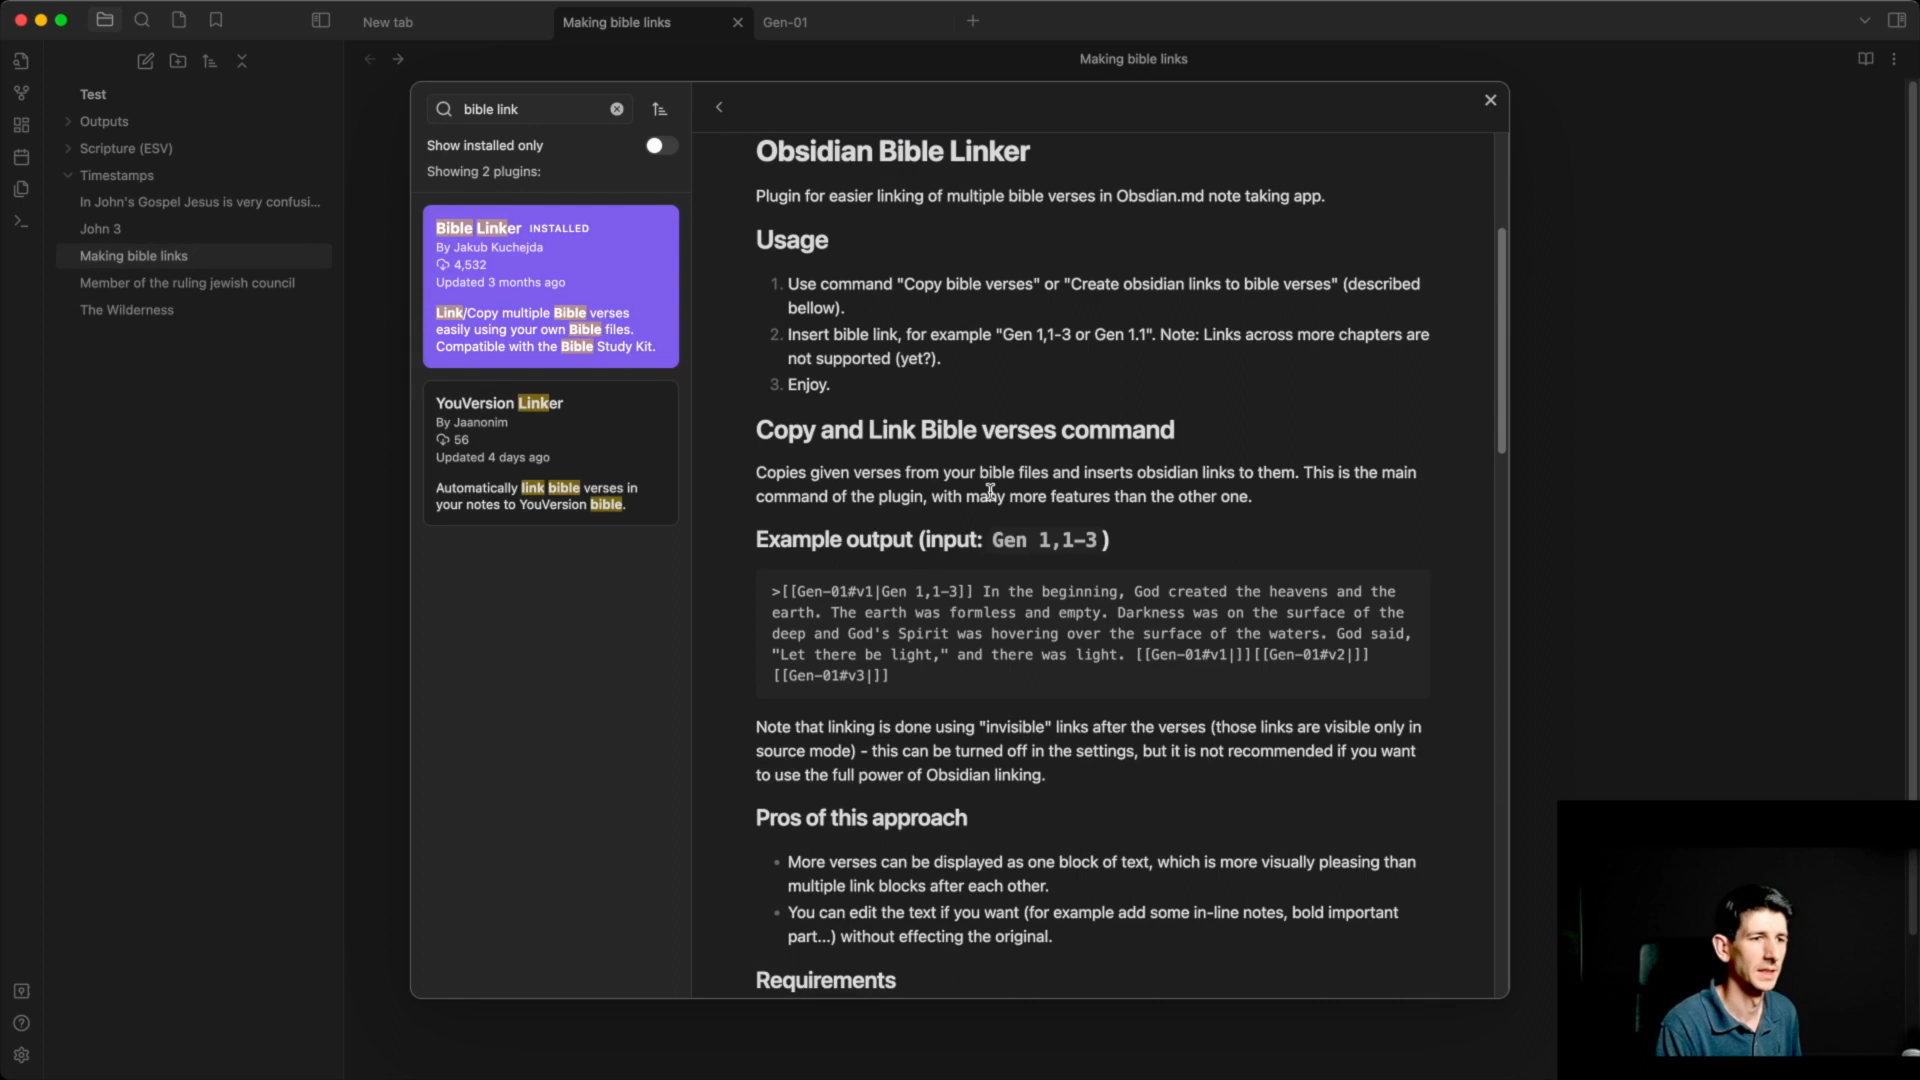 New tab
Making bible links
Gen-01
Making bible links
Test
Outputs
Scripture (ESV)
Timestamps
In John's Gospel Jesus is very confusi...
John 3
Making bible links
Member of the ruling jewish council
The Wilderness
bible link
Show installed only
Showing 2 plugins:
Bible Linker INSTALLED
By Jakub Kuchejda
4,532
Updated 3 months ago
Link/Copy multiple Bible verses
easily using your own Bible files.
Compatible with the Bible Study Kit.
YouVersion Linker
By Jaanonim
56
Updated 4 days ago
Automatically link bible verses in
your notes to YouVersion bible.
Obsidian Bible Linker
Plugin for easier linking of multiple bible verses in Obsdian.md note taking app.
Usage
1. Use command "Copy bible verses" or "Create obsidian links to bible verses" (described
bellow).
2. Insert bible link, for example "Gen 1,1-3 or Gen 1.1". Note: Links across more chapters are
not supported (yet?).
3. Enjoy.
Copy and Link Bible verses command
Copies given verses from your bible files and inserts obsidian links to them. This is the main
command of the plugin, with many more features than the other one.
Example output (input: Gen 1,1-3)
>[[Gen-01#v1|Gen 1,1-3]] In the beginning, God created the heavens and the
earth. The earth was formless and empty. Darkness was on the surface of the
deep and God's Spirit was hovering over the surface of the waters. God said,
"Let there be light," and there was light. [[Gen-01#v1|]][[Gen-01#v2|]]
[[Gen-01#v3|]]
Note that linking is done using "invisible" links after the verses (those links are visible only in
source mode) - this can be turned off in the settings, but it is not recommended if you want
to use the full power of Obsidian linking.
Pros of this approach
• More verses can be displayed as one block of text, which is more visually pleasing than
multiple link blocks after each other.
• You can edit the text if you want (for example add some in-line notes, bold important
part...) without effecting the original.
Requirements